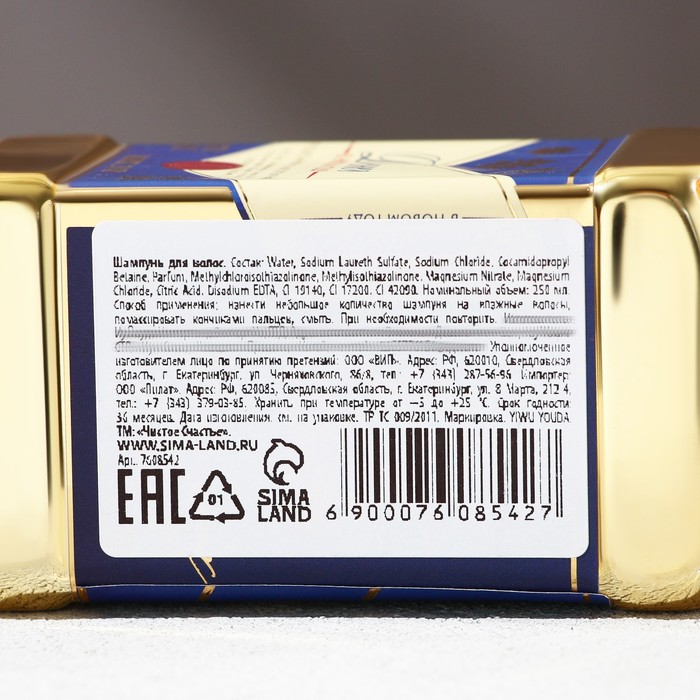 В НОВОМ ГОДУ
Шампунь для волос. Состав: Water, Sodium Laureth Sulfate, Sodium Chloride, Cocamidopropyl
Betaine, Parfum, Methylchloroisothiazolinone, Methylisothiazolinone, Magnesium Nitrate, Magnesium
Chloride, Citric Acid, Disodium EDTA, CI 19140, CI 17200, CI 42090. Номинальный объем: 250 мл.
Способ применения: нанести небольшое количество шампуня на влажные волосы,
помассировать кончиками пальцев, смыть. При необходимости повторить.
Уполномоченное
изготовителем лицо по принятию претензий: ООО «ВИП». Адрес: РФ, 620010, Свердловская
область, г. Екатеринбург, ул. Черняховского, 86/8, тел.: +7 (343) 287-56-96. Импортер:
ООО «Пилат». Адрес: РФ, 620085, Свердловская область, г. Екатеринбург, ул. 8 Марта, 212-4,
тел.: +7 (343) 379-03-85. Хранить при температуре от −5 до +25 °C. Срок годности:
36 месяцев. Дата изготовления: см. на упаковке. ТР ТС 009/2011. Маркировка: YIWU YOUDA.
ТМ: «Чистое Счастье».
WWW.SIMA-LAND.RU
Арт. 7608542
EAC 01 SIMA
LAND
6 900076 085427